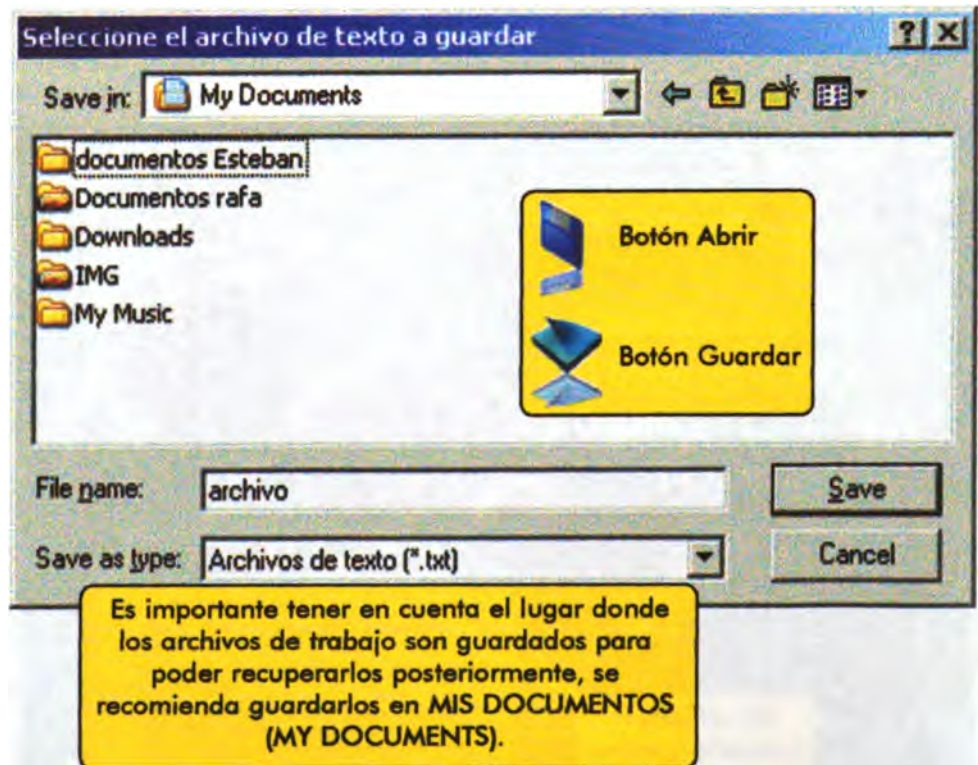 Seleccione el archivo de texto a guardar
Save in: My Documents
documentos Esteban
Documentos rafa
Downloads
IMG
My Music
Botón Abrir
Botón Guardar
File name: archivo
Save
Save as type: Archivos de texto (*.txt)
Cancel
Es importante tener en cuenta el lugar donde
los archivos de trabajo son guardados para
poder recuperarlos posteriormente, se
recomienda guardarlos en MIS DOCUMENTOS
(MY DOCUMENTS).